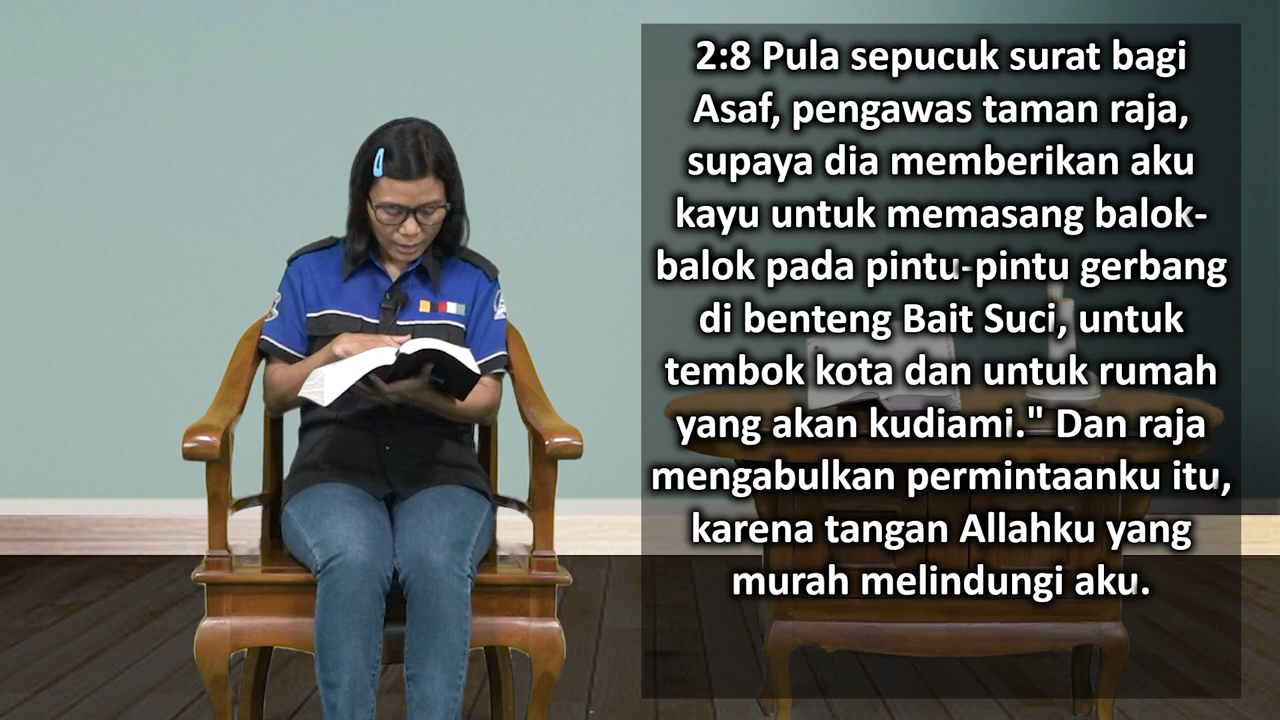 2:8 Pula sepucuk surat bagi
Asaf, pengawas taman raja,
supaya dia memberikan aku
kayu untuk memasang balok-
balok pada pintu-pintu gerbang
di benteng Bait Suci, untuk
tembok kota dan untuk rumah
yang akan kudiami." Dan raja
mengabulkan permintaanku itu,
karena tangan Allahku yang
murah melindungi aku.